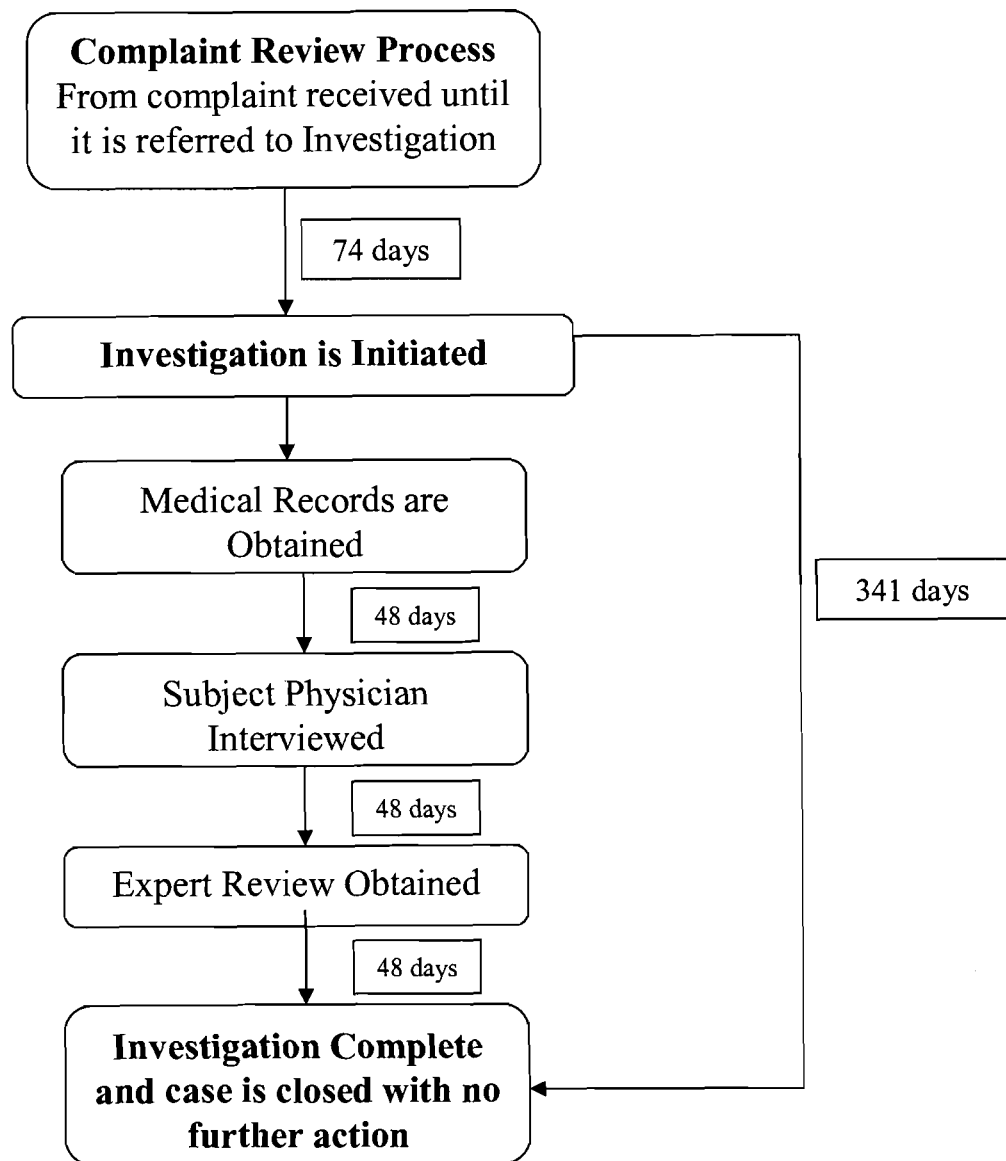 Complaint Review Process
From complaint received until
it is referred to Investigation
74 days
Investigation is Initiated
Medical Records are
Obtained
341 days
48 days
Subject Physician
Interviewed
48 days
Expert Review Obtained
48 days
Investigation Complete
and case is closed with no
further action